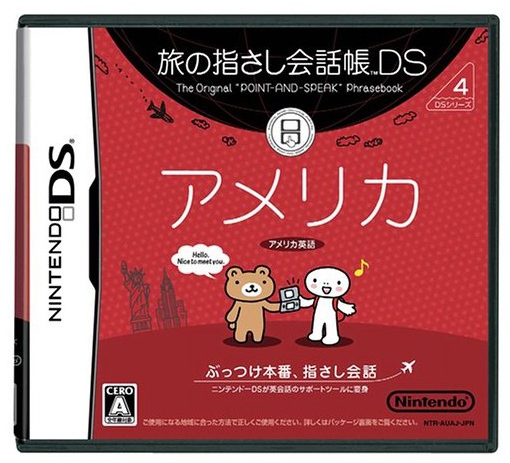 旅の指さし会話帳™DS
The Original "POINT-AND-SPEAK" Phrasebook
4
DSシリーズ
アメリカ
アメリカ英語
Hello.
Nice to meet you.
ぶっつけ本番、指さし会話
ニンテンドーDSが英会話のサポートツールに変身
NINTENDO DS™
CERO
A
全年齢対象
Nintendo®
ご使用になる地域に合った方法で正しくご使用ください。詳しくはパッケージ裏面をご覧ください。
NTR-AUAJ-JPN